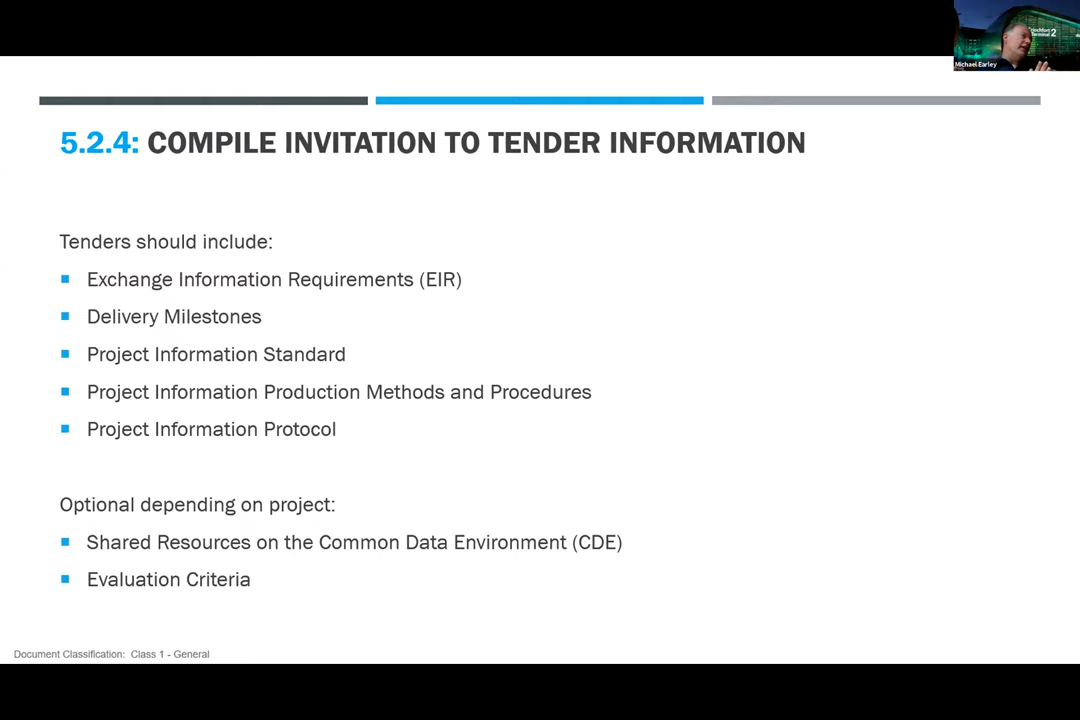 Terminal 2
Michael Earley
5.2.4: COMPILE INVITATION TO TENDER INFORMATION
Tenders should include:
Exchange Information Requirements (EIR)
Delivery Milestones
Project Information Standard
Project Information Production Methods and Procedures
Project Information Protocol
Optional depending on project:
Shared Resources on the Common Data Environment (CDE)
Evaluation Criteria
Document Classification: Class 1 - General